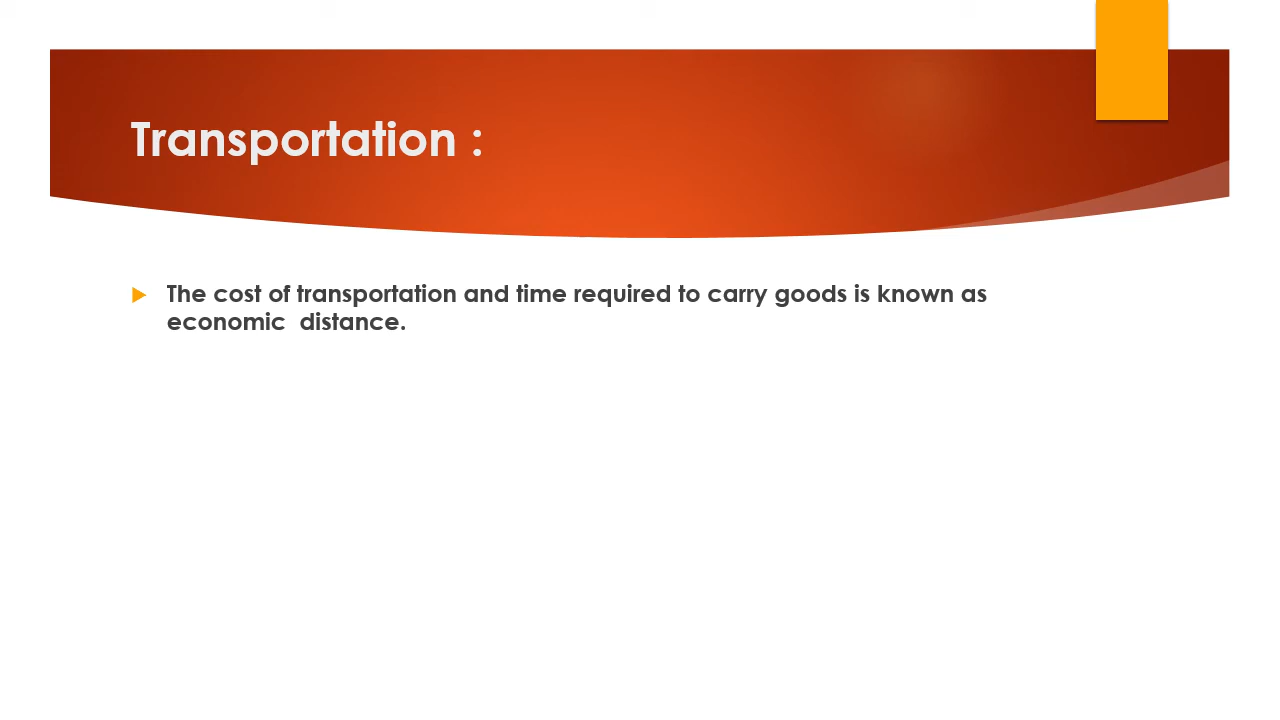 Transportation :
The cost of transportation and time required to carry goods is known as
economic  distance.